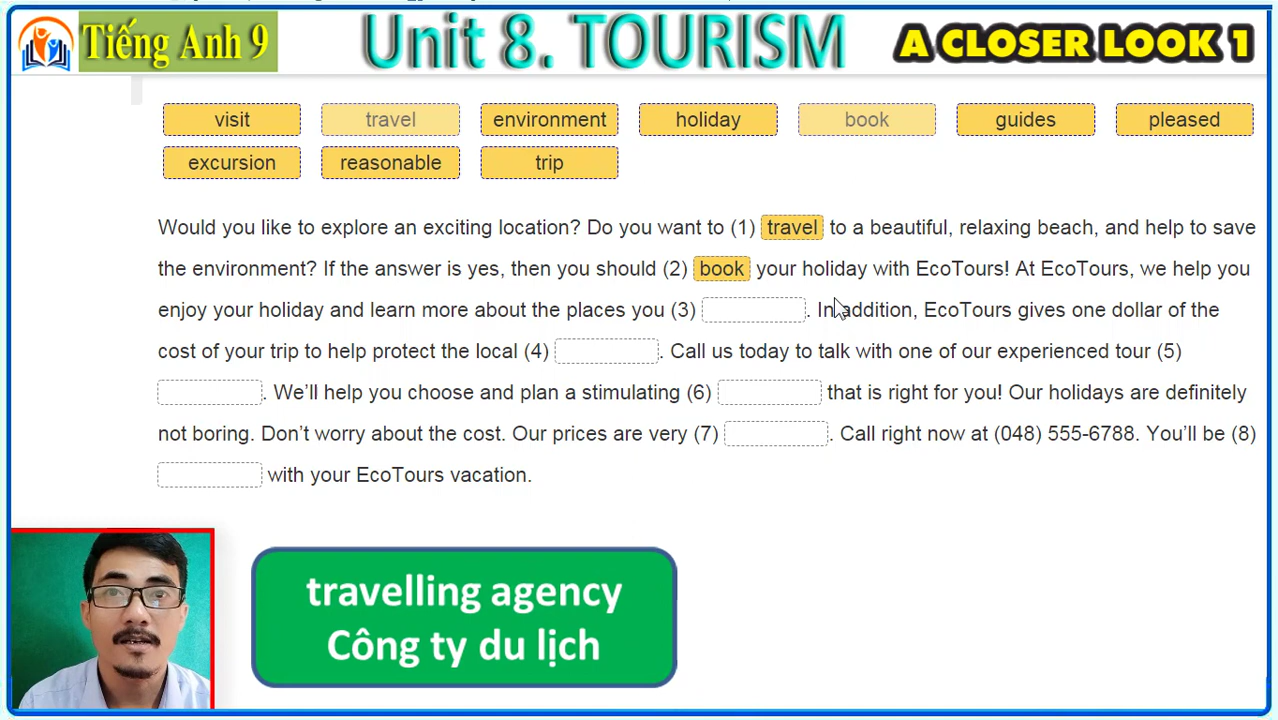 Tiếng Anh 9
Unit 8. TOURISM
A CLOSER LOOK 1
visit travel environment holiday book guides pleased
excursion reasonable trip
Would you like to explore an exciting location? Do you want to (1) travel to a beautiful, relaxing beach, and help to save
the environment? If the answer is yes, then you should (2) book your holiday with EcoTours! At EcoTours, we help you
enjoy your holiday and learn more about the places you (3) . In addition, EcoTours gives one dollar of the
cost of your trip to help protect the local (4) . Call us today to talk with one of our experienced tour (5)
. We’ll help you choose and plan a stimulating (6) that is right for you! Our holidays are definitely
not boring. Don’t worry about the cost. Our prices are very (7) . Call right now at (048) 555-6788. You’ll be (8)
with your EcoTours vacation.
travelling agency
Công ty du lịch